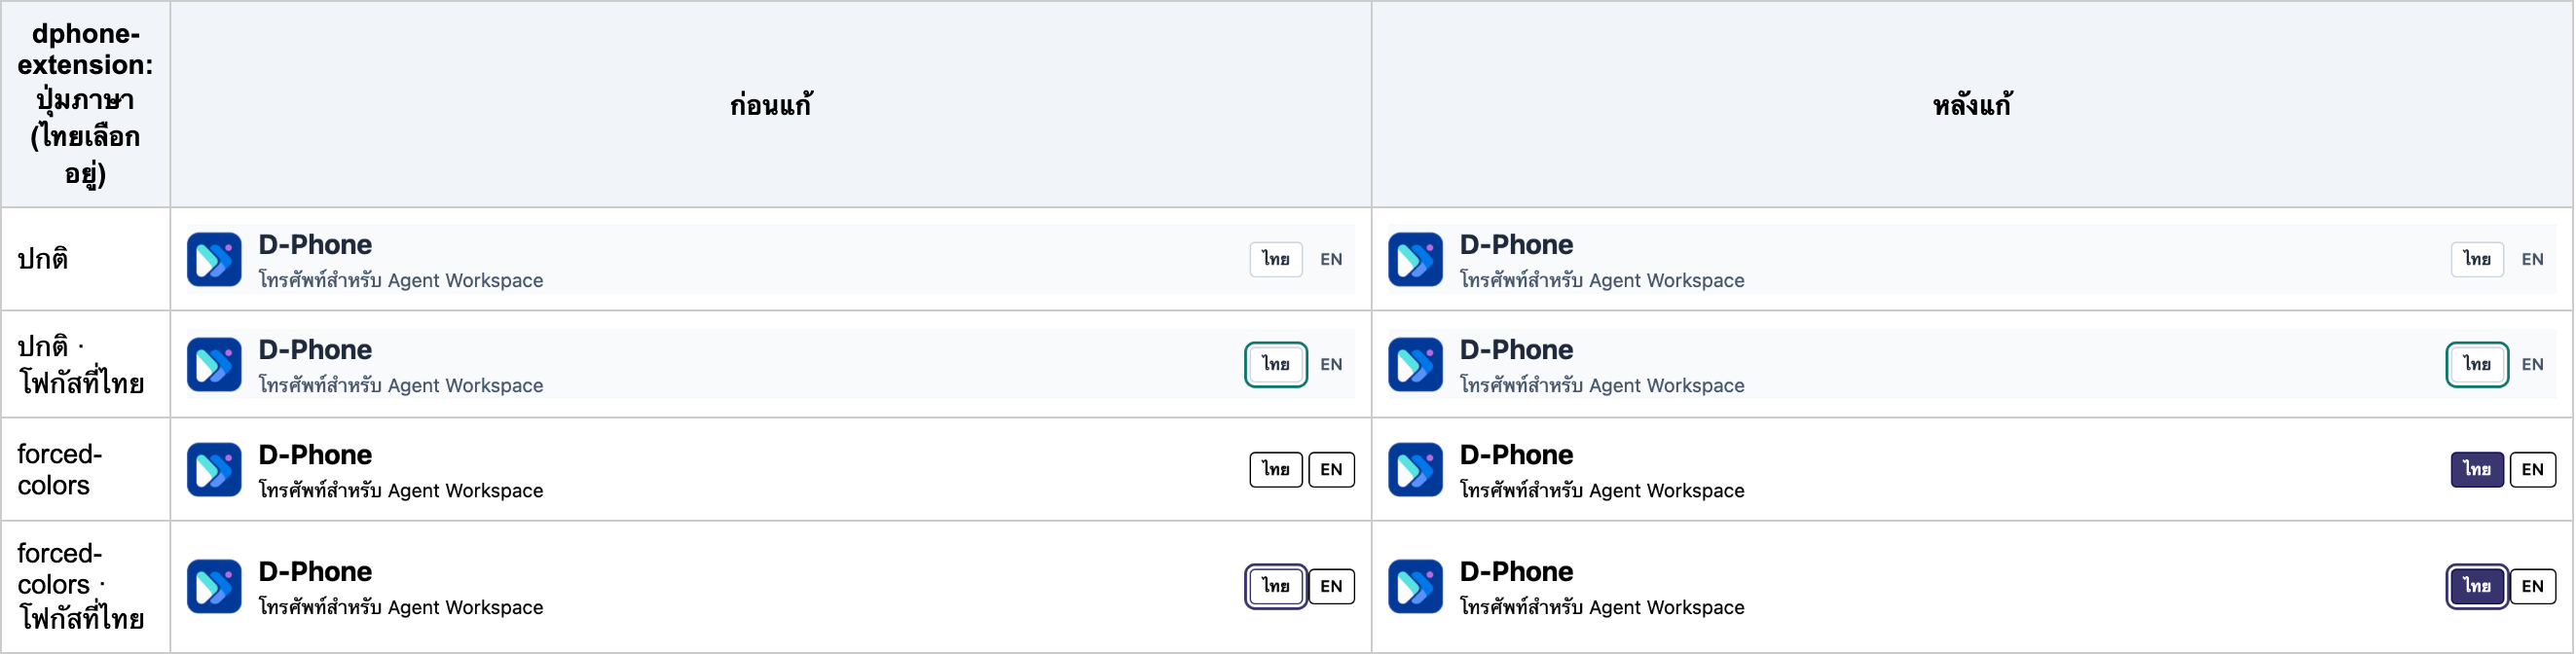 dphone-
extension:
ปุ่มภาษา
(ไทยเลือก
อยู่)
ก่อนแก้
หลังแก้
ปกติ
D-Phone
โทรศัพท์สำหรับ Agent Workspace
ไทย EN
D-Phone
โทรศัพท์สำหรับ Agent Workspace
ไทย EN
ปกติ ·
โฟกัสที่ไทย
D-Phone
โทรศัพท์สำหรับ Agent Workspace
ไทย EN
D-Phone
โทรศัพท์สำหรับ Agent Workspace
ไทย EN
forced-
colors
D-Phone
โทรศัพท์สำหรับ Agent Workspace
ไทย EN
D-Phone
โทรศัพท์สำหรับ Agent Workspace
ไทย EN
forced-
colors ·
โฟกัสที่ไทย
D-Phone
โทรศัพท์สำหรับ Agent Workspace
ไทย EN
D-Phone
โทรศัพท์สำหรับ Agent Workspace
ไทย EN